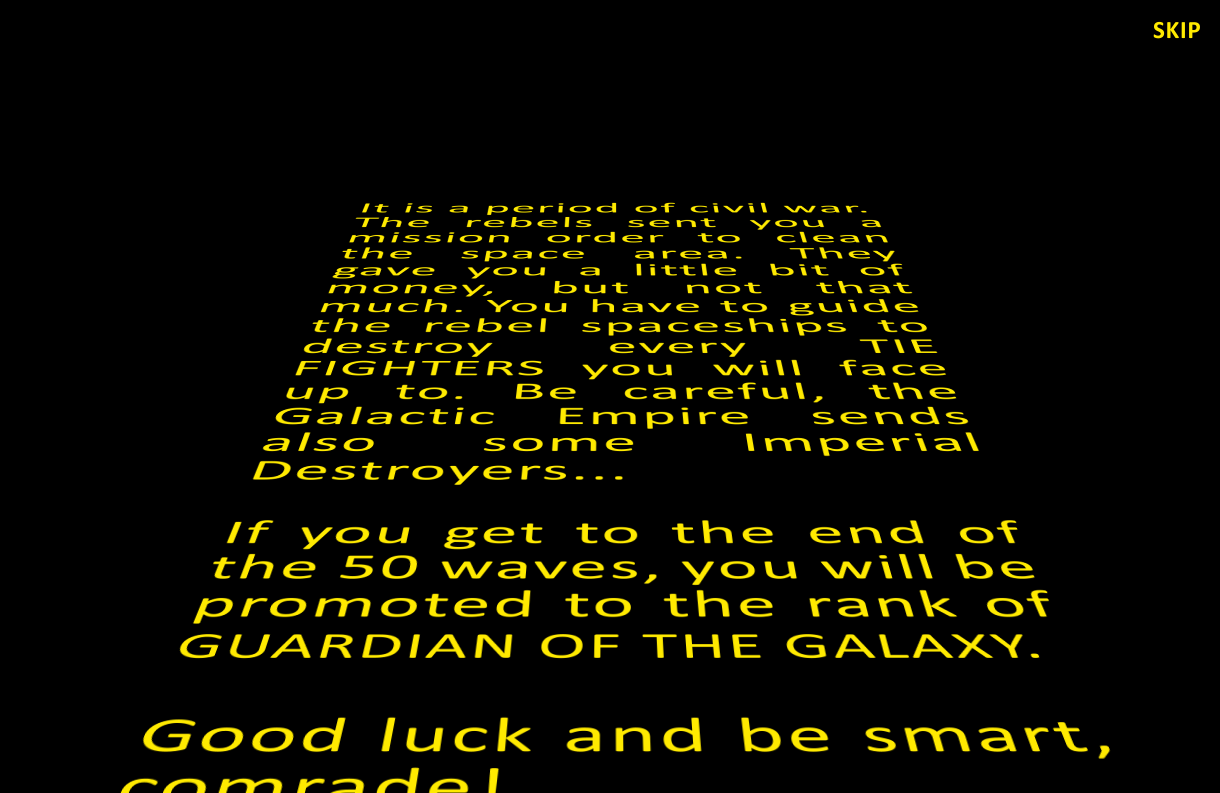 SKIP
It is a period of civil war.
The rebels sent you a
mission order to clean
the space area. They
gave you a little bit of
money, but not that
much. You have to guide
the rebel spaceships to
destroy every TIE
FIGHTERS you will face
up to. Be careful, the
Galactic Empire sends
also some Imperial
Destroyers...
If you get to the end of
the 50 waves, you will be
promoted to the rank of
GUARDIAN OF THE GALAXY.
Good luck and be smart,
comrade!